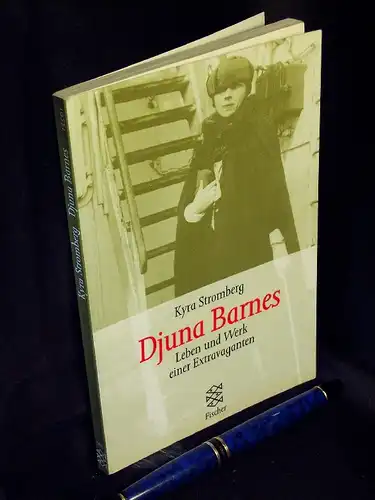 Kyra Stromberg
Djuna Barnes
Leben und Werk
einer Extravaganten
Fischer
Kyra Stromberg Djuna Barnes